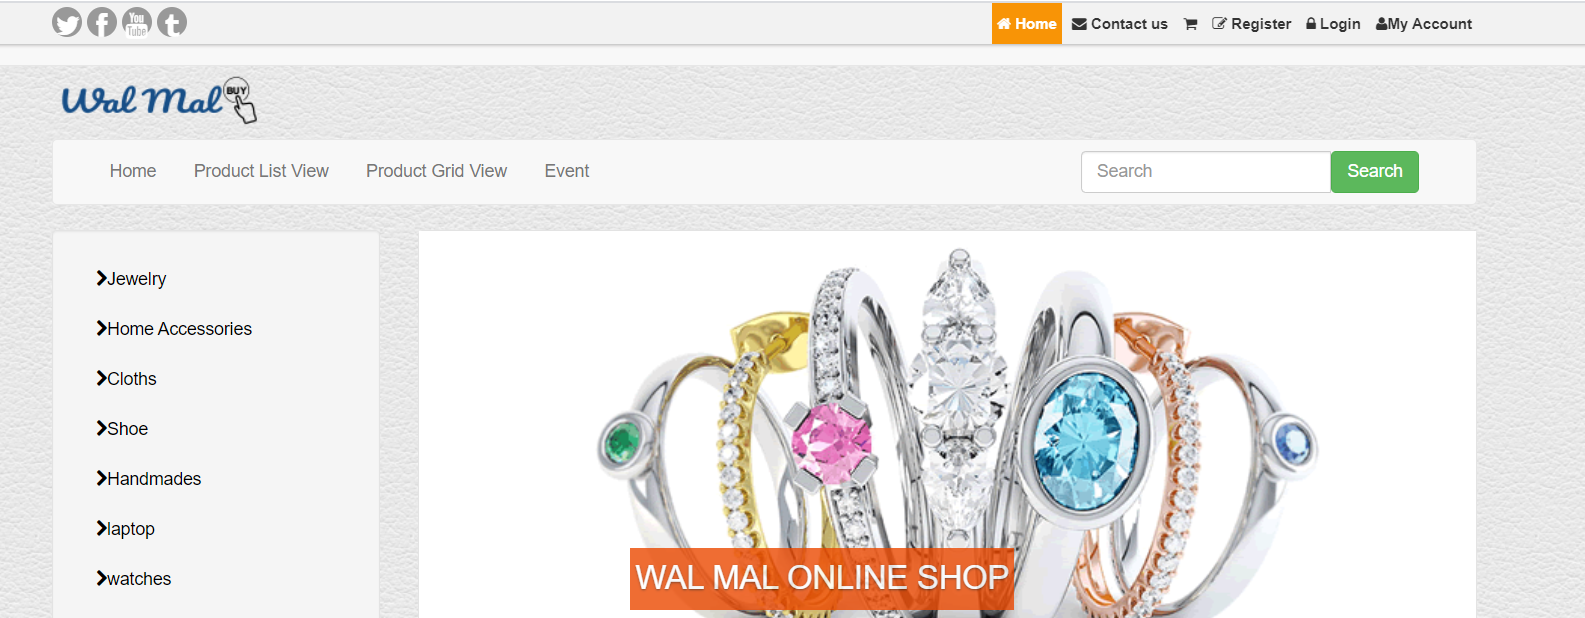 You Tube
Home Contact us Register Login My Account
Wal Mal BUY
Home Product List View Product Grid View Event Search Search
Jewelry
Home Accessories
Cloths
Shoe
Handmades
laptop
watches
WAL MAL ONLINE SHOP